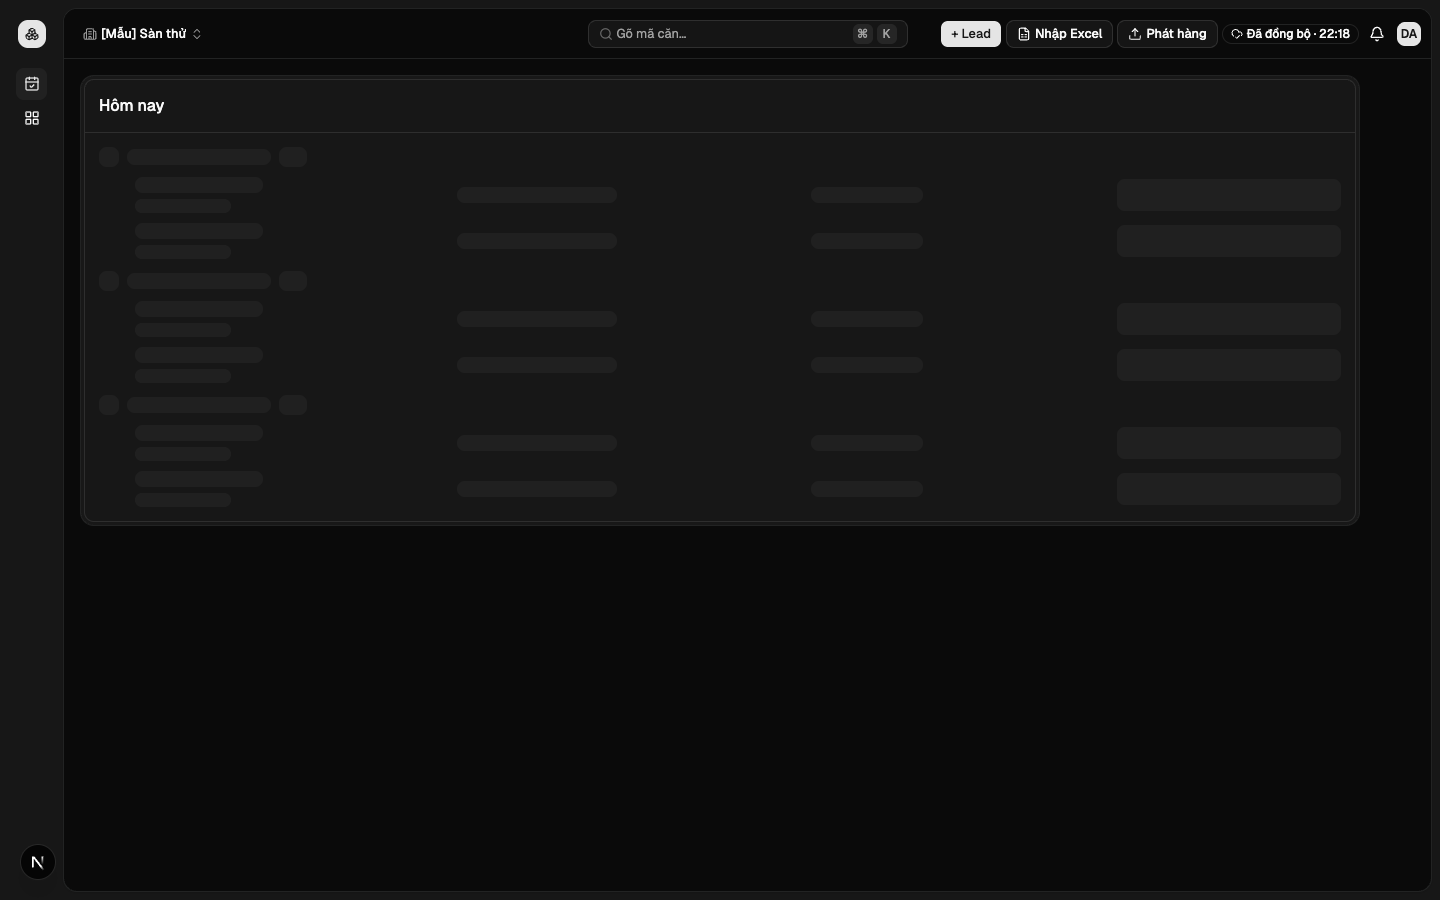 [Mẫu] Sàn thử
Gõ mã căn...
⌘ K
+ Lead
Nhập Excel
Phát hàng
Đã đồng bộ · 22:18
DA
Hôm nay
N